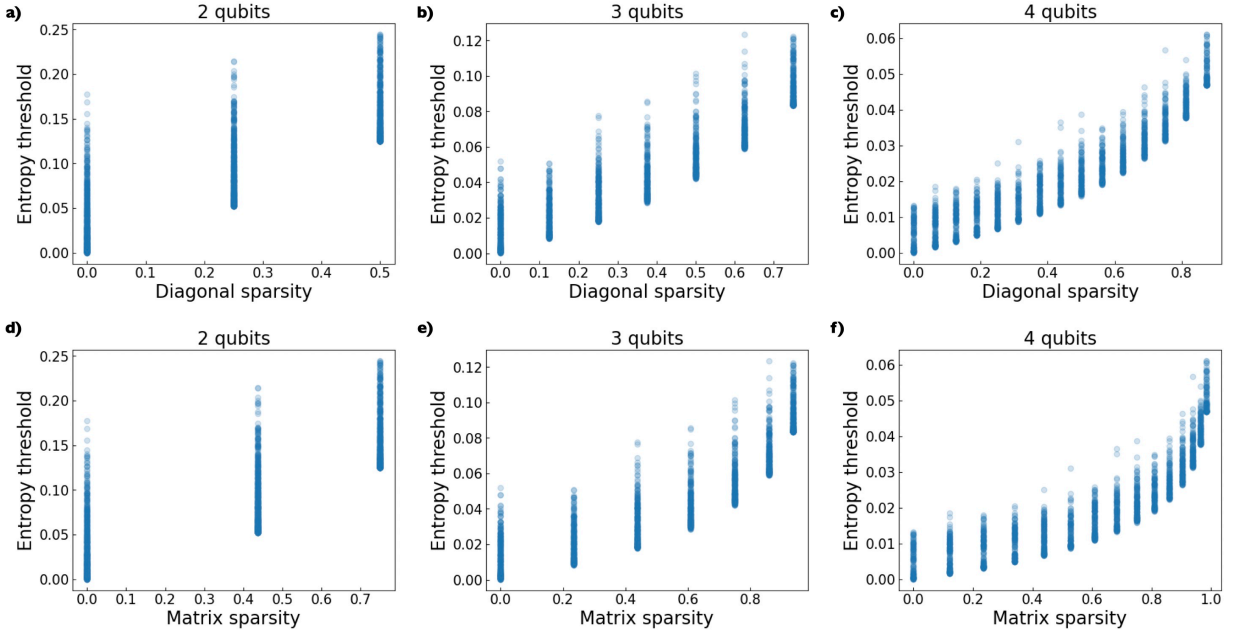 a)
2 qubits
Entropy threshold
0.25
0.20
0.15
0.10
0.05
0.00
0.0 0.1 0.2 0.3 0.4 0.5
Diagonal sparsity
b)
3 qubits
Entropy threshold
0.12
0.10
0.08
0.06
0.04
0.02
0.00
0.0 0.1 0.2 0.3 0.4 0.5 0.6 0.7
Diagonal sparsity
c)
4 qubits
Entropy threshold
0.06
0.05
0.04
0.03
0.02
0.01
0.00
0.0 0.2 0.4 0.6 0.8
Diagonal sparsity
d)
2 qubits
Entropy threshold
0.25
0.20
0.15
0.10
0.05
0.00
0.0 0.1 0.2 0.3 0.4 0.5 0.6 0.7
Matrix sparsity
e)
3 qubits
Entropy threshold
0.12
0.10
0.08
0.06
0.04
0.02
0.00
0.0 0.2 0.4 0.6 0.8
Matrix sparsity
f)
4 qubits
Entropy threshold
0.06
0.05
0.04
0.03
0.02
0.01
0.00
0.0 0.2 0.4 0.6 0.8 1.0
Matrix sparsity